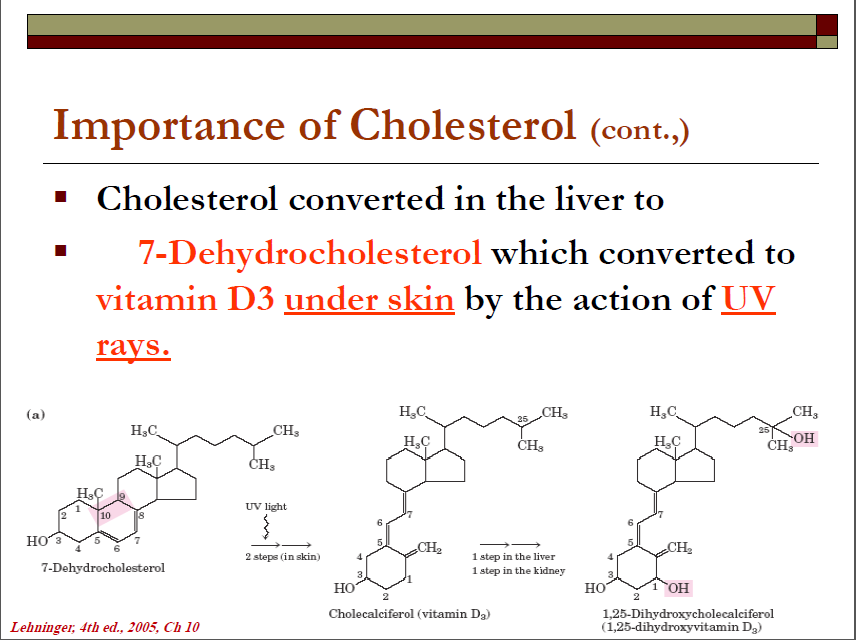 Importance of Cholesterol (cont.,)
Cholesterol converted in the liver to
7-Dehydrocholesterol which converted to
vitamin D3 under skin by the action of UV
rays.
(a)
H₃C
CH₃
CH₃
H₃C
H₃C
9
1
2
10
8
HO
3
4
5
6
7
7-Dehydrocholesterol
UV light
2 steps (in skin)
H₃C
25
CH₃
CH₃
H₃C
7
6
5
CH₂
4
3
1
HO
2
Cholecalciferol (vitamin D₃)
1 step in the liver
1 step in the kidney
H₃C
CH₃
25
OH
CH₃
H₃C
7
6
5
CH₂
4
3
1
OH
HO
2
1,25-Dihydroxycholecalciferol
(1,25-dihydroxyvitamin D₃)
Lehninger, 4th ed., 2005, Ch 10